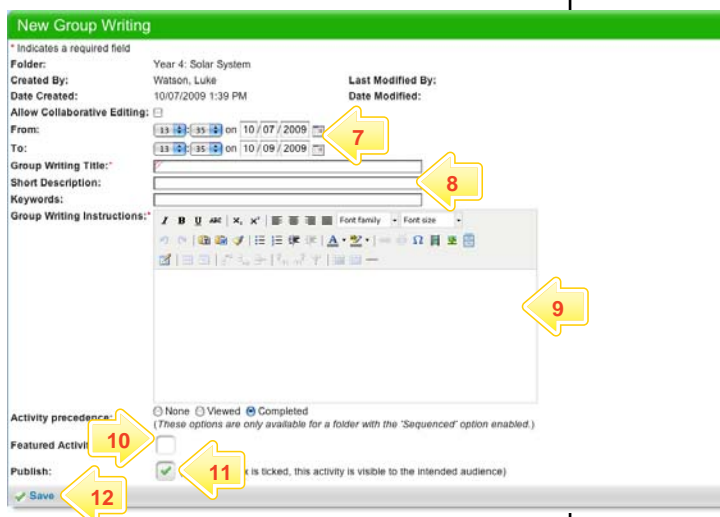 New Group Writing
* Indicates a required field
Folder: Year 4: Solar System
Created By: Watson, Luke Last Modified By:
Date Created: 10/07/2009 1:39 PM Date Modified:
Allow Collaborative Editing:
From: 13 : 35 on 10 / 07 / 2009
7
To: 13 : 35 on 10 / 09 / 2009
Group Writing Title:*
Short Description:
8
Keywords:
Group Writing Instructions:*
I B U ABC x, x' Font family Font size
A Ω
9
Activity precedence: None Viewed Completed
(These options are only available for a folder with the 'Sequenced' option enabled.)
Featured Activi
10
Publish: 11 is ticked, this activity is visible to the intended audience)
Save 12